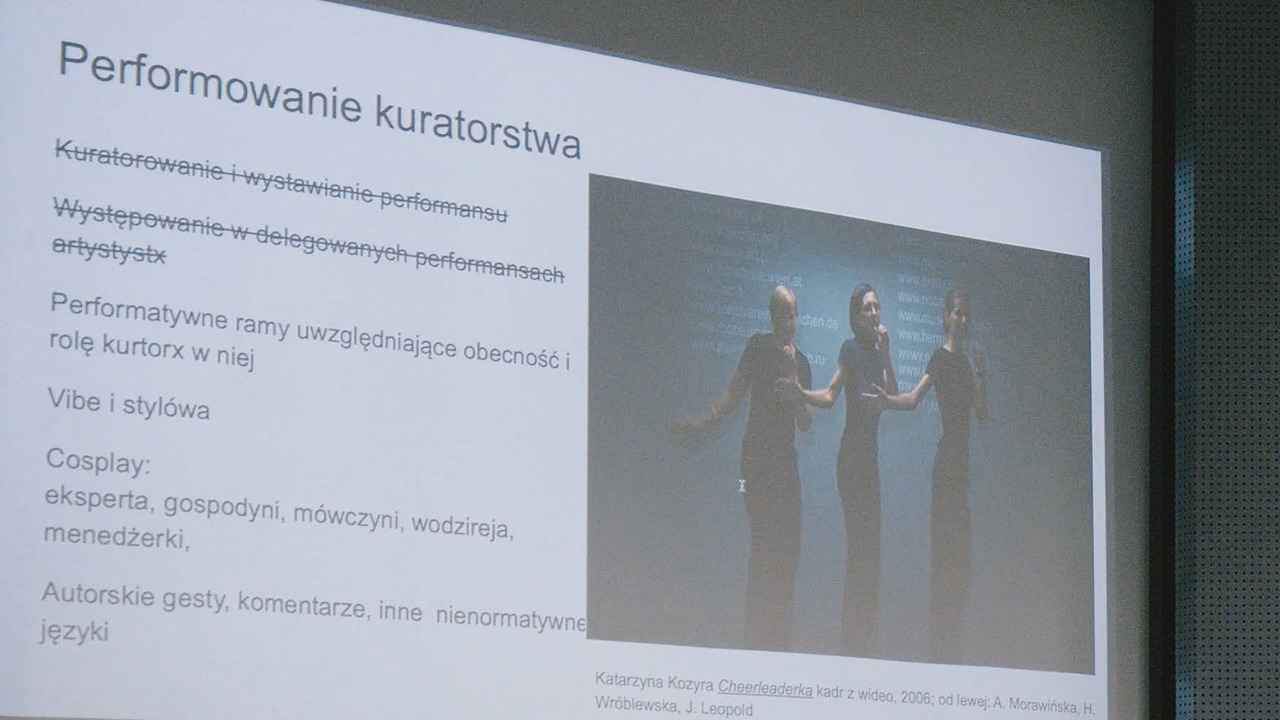 Performowanie kuratorstwa
Kuratorowanie i wystawianie performansu
Występowanie w delegowanych performansach
artystystx
Performatywne ramy uwzględniające obecność i
rolę kurtorx w niej
Vibe i stylówa
Cosplay:
eksperta, gospodyni, mówczyni, wodzireja,
menedżerki,
Autorskie gesty, komentarze, inne nienormatywne
języki
Katarzyna Kozyra Cheerleaderka kadr z wideo, 2006; od lewej: A. Morawińska, H.
Wróblewska, J. Leopold